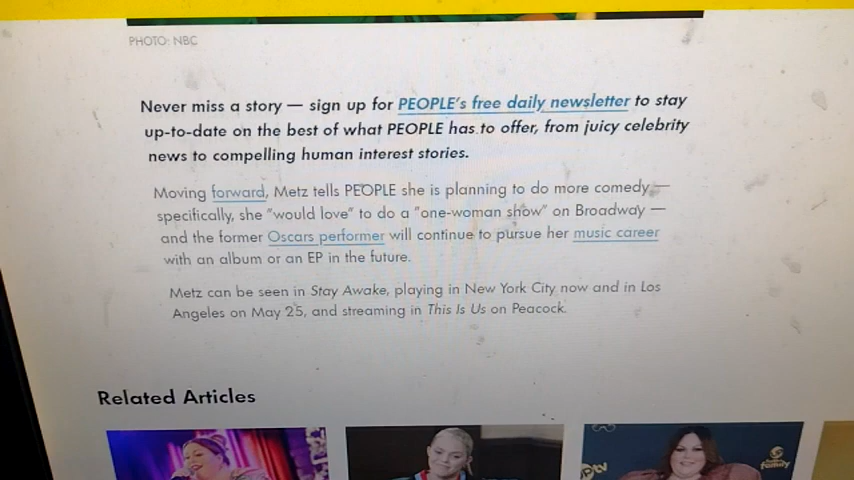 PHOTO: NBC
Never miss a story — sign up for PEOPLE's free daily newsletter to stay
up-to-date on the best of what PEOPLE has to offer, from juicy celebrity
news to compelling human interest stories.
Moving forward, Metz tells PEOPLE she is planning to do more comedy —
specifically, she "would love" to do a "one-woman show" on Broadway —
and the former Oscars performer will continue to pursue her music career
with an album or an EP in the future.
Metz can be seen in Stay Awake, playing in New York City now and in Los
Angeles on May 25, and streaming in This Is Us on Peacock.
Related Articles
family